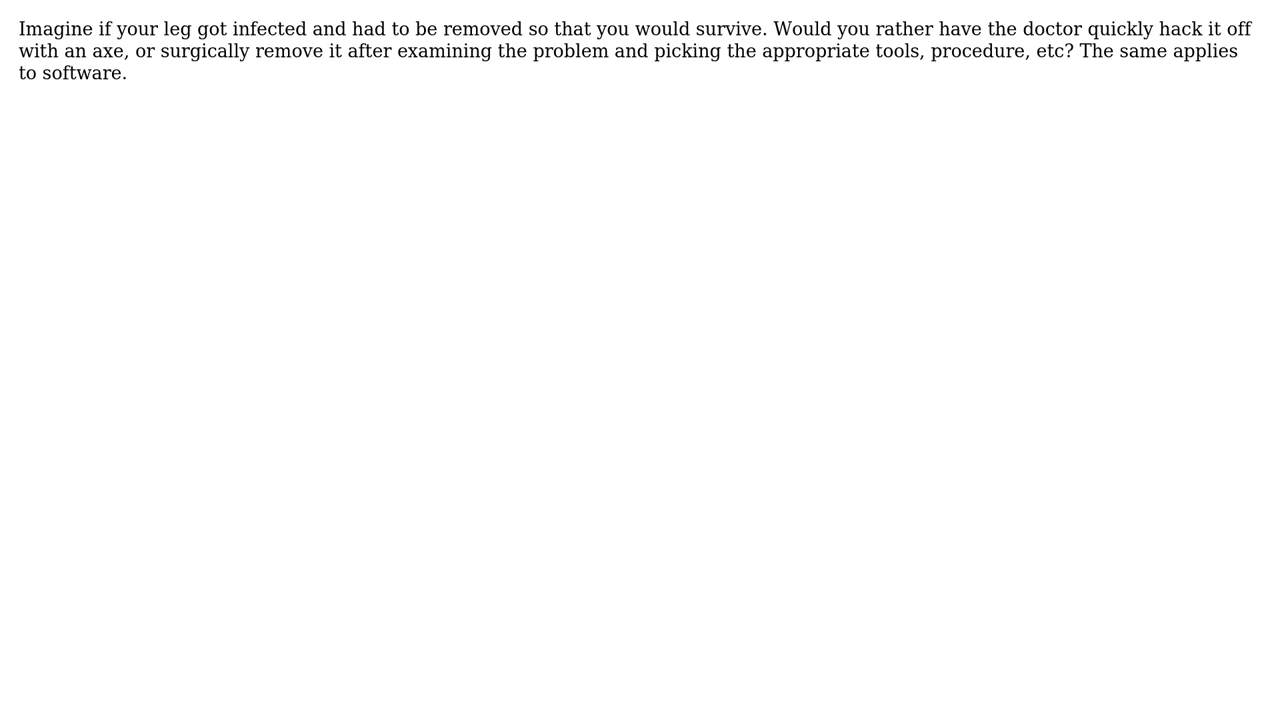 Imagine if your leg got infected and had to be removed so that you would survive. Would you rather have the doctor quickly hack it off
with an axe, or surgically remove it after examining the problem and picking the appropriate tools, procedure, etc? The same applies
to software.